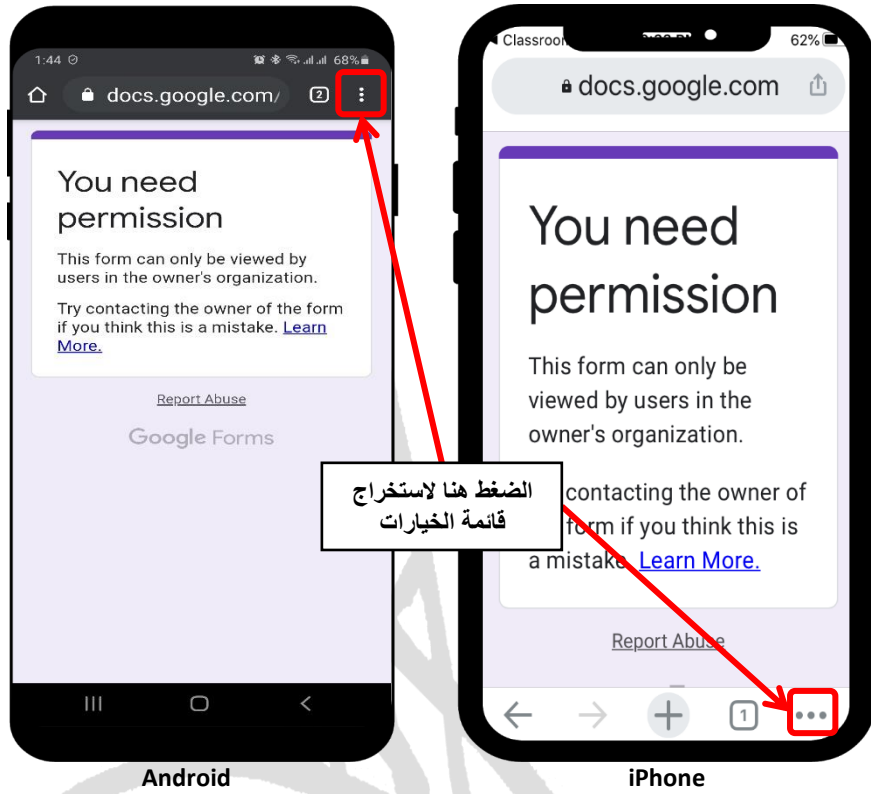 1:44
68%
docs.google.com/
2
You need
permission
This form can only be viewed by
users in the owner's organization.
Try contacting the owner of the form
if you think this is a mistake. Learn
More.
Report Abuse
Google Forms
Android
الضغط هنا لاستخراج
قائمة الخيارات
62%
docs.google.com
You need
permission
This form can only be
viewed by users in the
owner's organization.
contacting the owner of
form if you think this is
a mistake. Learn More.
Report Abuse
1
iPhone